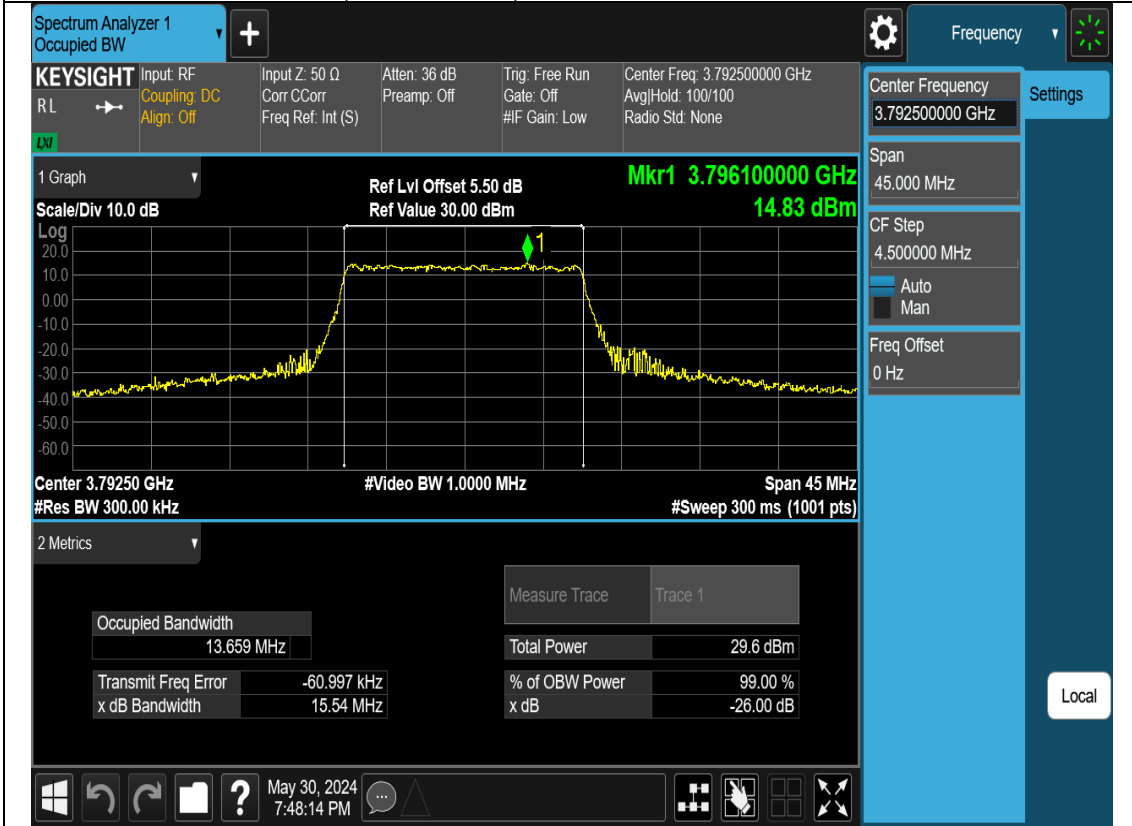 Spectrum Analyzer 1
Occupied BW
+
Frequency
KEYSIGHT
RL
LXI
Input: RF
Coupling: DC
Align: Off
Input Z: 50 Ω
Corr CCorr
Freq Ref: Int (S)
Atten: 36 dB
Preamp: Off
Trig: Free Run
Gate: Off
#IF Gain: Low
Center Freq: 3.792500000 GHz
Avg|Hold: 100/100
Radio Std: None
Center Frequency
3.792500000 GHz
Settings
Span
45.000 MHz
CF Step
4.500000 MHz
Auto
Man
Freq Offset
0 Hz
Local
1 Graph
Scale/Div 10.0 dB
Ref Lvl Offset 5.50 dB
Ref Value 30.00 dBm
Mkr1 3.796100000 GHz
14.83 dBm
Log
20.0
10.0
0.00
-10.0
-20.0
-30.0
-40.0
-50.0
-60.0
1
Center 3.79250 GHz
#Video BW 1.0000 MHz
Span 45 MHz
#Res BW 300.00 kHz
#Sweep 300 ms (1001 pts)
2 Metrics
Measure Trace Trace 1
Occupied Bandwidth
13.659 MHz
Total Power 29.6 dBm
Transmit Freq Error -60.997 kHz
% of OBW Power 99.00 %
x dB Bandwidth 15.54 MHz
x dB -26.00 dB
?
May 30, 2024
7:48:14 PM